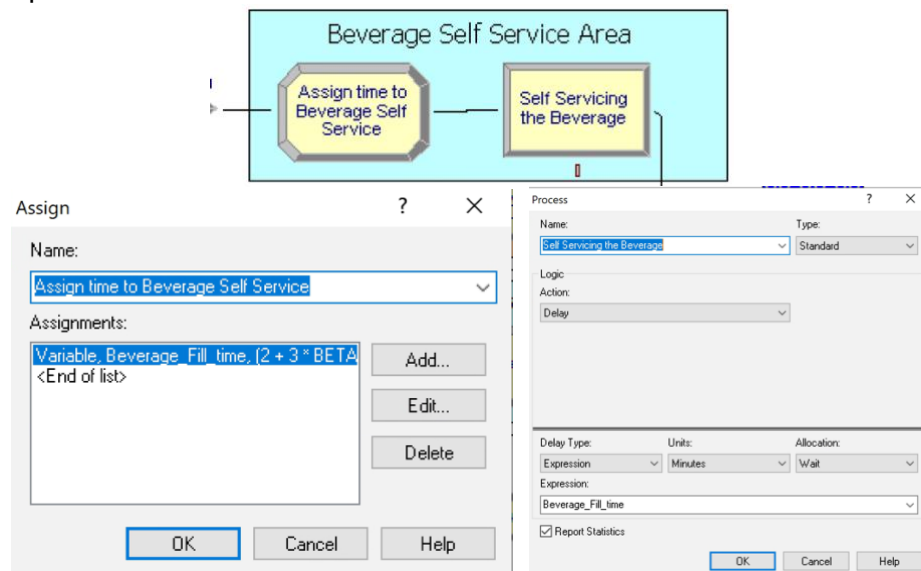 Beverage Self Service Area
Assign time to
Beverage Self
Service
Self Servicing
the Beverage
Assign
?
Name:
Assign time to Beverage Self Service
Assignments:
Variable, Beverage_Fill_time, (2 + 3 * BETA
<End of list>
Add...
Edit...
Delete
OK
Cancel
Help
Process
?
Name:
Type:
Self Servicing the Beverage
Standard
Logic
Action:
Delay
Delay Type:
Units:
Allocation:
Expression
Minutes
Wait
Expression:
Beverage_Fill_time
Report Statistics
OK
Cancel
Help